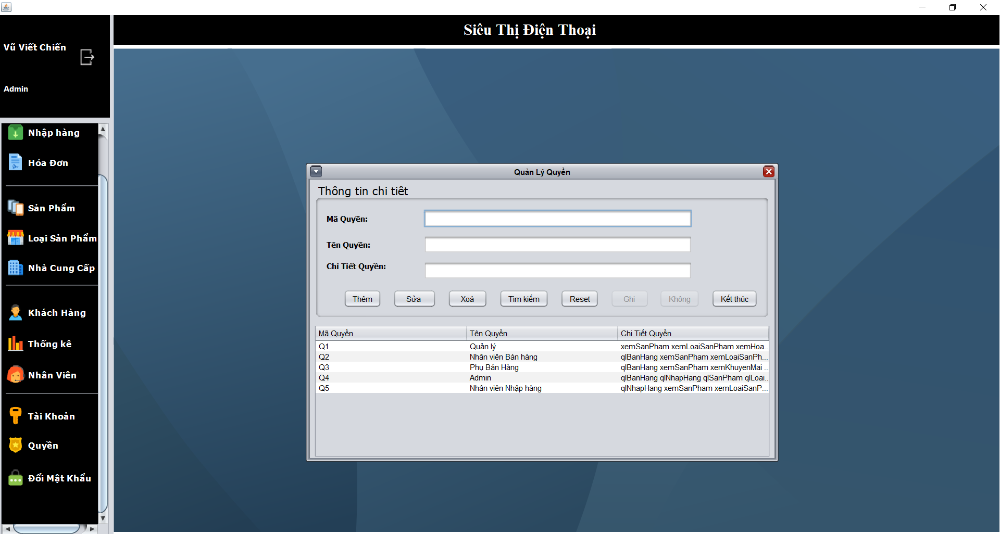 Siêu Thị Điện Thoại
Vũ Viết Chiến
Admin
Nhập hàng
Hóa Đơn
Sản Phẩm
Loại Sản Phẩm
Nhà Cung Cấp
Khách Hàng
Thống kê
Nhân Viên
Tài Khoản
Quyền
Đổi Mật Khẩu
Quản Lý Quyền
Thông tin chi tiêt
Mã Quyền:
Tên Quyền:
Chi Tiết Quyền:
Thêm Sửa Xoá Tìm kiếm Reset Ghi Không Kết thúc
Mã Quyền Tên Quyền Chi Tiết Quyền
Q1 Quản lý xemSanPham xemLoaiSanPham xemHoa...
Q2 Nhân viên Bán hàng qlBanHang xemSanPham xemLoaiSanPh...
Q3 Phụ Bán Hàng qlBanHang xemSanPham xemKhuyenMai ...
Q4 Admin qlBanHang qlNhapHang qlSanPham qlLoai...
Q5 Nhân viên Nhập hàng qlNhapHang xemSanPham xemLoaiSanP...